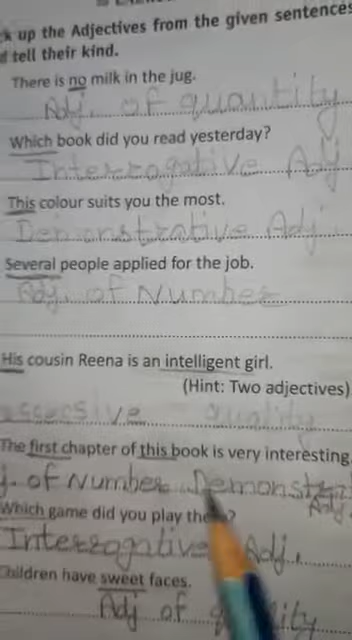 k up the Adjectives from the given sentences
tell their kind.
There is no milk in the jug.
Adj. of quantity
Which book did you read yesterday?
Interrogative Adj
This colour suits you the most.
Demonstrative Adj.
Several people applied for the job.
Adj. of Number
His cousin Reena is an intelligent girl.
(Hint: Two adjectives)
ssessive quality
The first chapter of this book is very interesting
j. of Number Demonstra
Adj.
Which game did you play the ?
Interrogative Adj.
Children have sweet faces.
Adj of